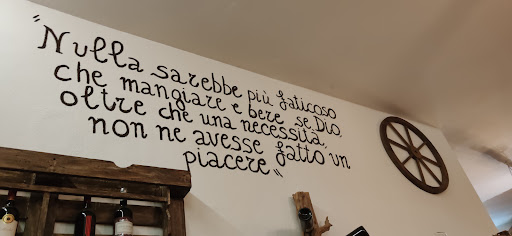 "Nulla sarebbe più faticoso
che mangiare e bere se Dio
oltre che una necessità,
non ne avesse fatto un
piacere"